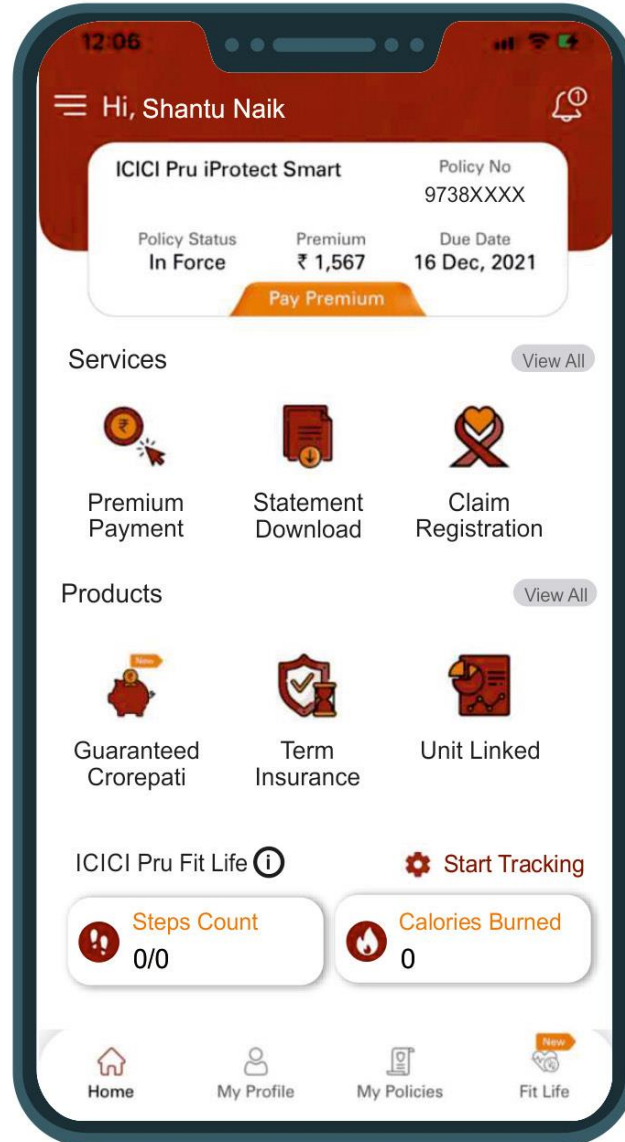 12:06
Hi, Shantu Naik
1
ICICI Pru iProtect Smart
Policy No
9738XXXX
Policy Status Premium Due Date
In Force ₹ 1,567 16 Dec, 2021
Pay Premium
Services View All
₹
Premium Statement Claim
Payment Download Registration
Products View All
New
₹
Guaranteed Term Unit Linked
Crorepati Insurance
ICICI Pru Fit Life i Start Tracking
Steps Count Calories Burned
0/0 0
New
Home My Profile My Policies Fit Life